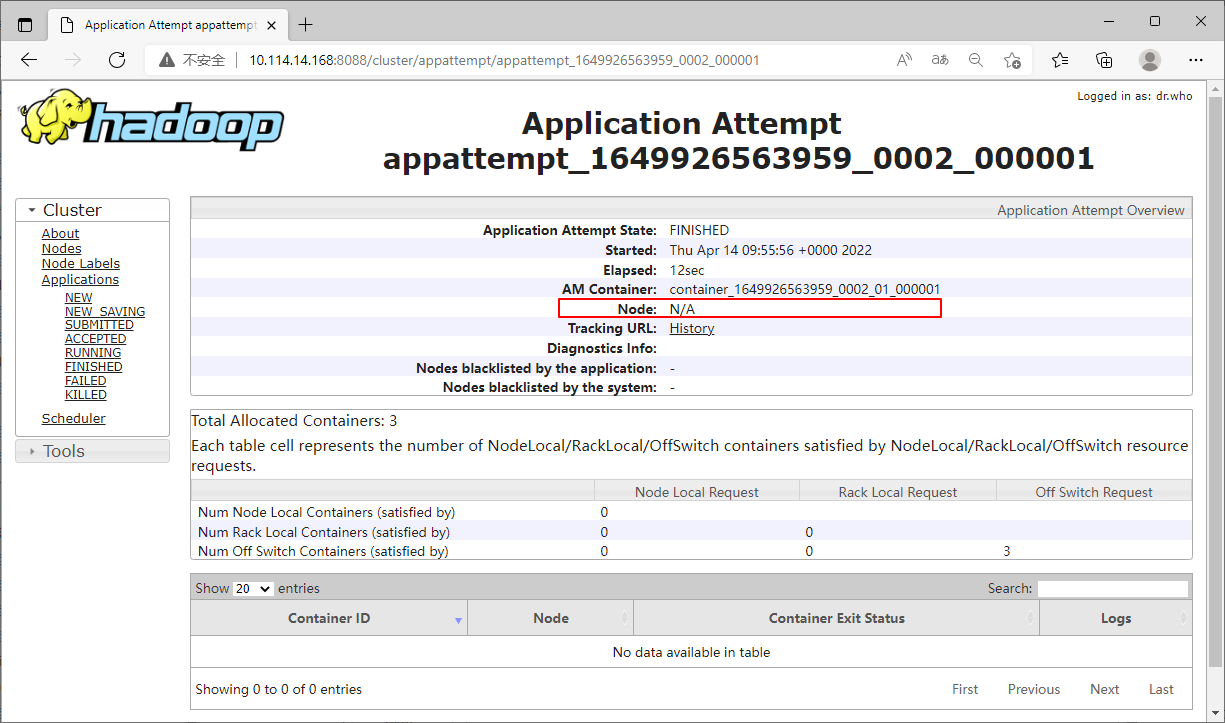 Application Attempt appattempt
不安全
10.114.14.168:8088/cluster/appattempt/appattempt_1649926563959_0002_000001
Logged in as: dr.who
hadoop
Application Attempt
appattempt_1649926563959_0002_000001
Cluster
About
Nodes
Node Labels
Applications
NEW
NEW_SAVING
SUBMITTED
ACCEPTED
RUNNING
FINISHED
FAILED
KILLED
Scheduler
Tools
Application Attempt Overview
Application Attempt State: FINISHED
Started: Thu Apr 14 09:55:56 +0000 2022
Elapsed: 12sec
AM Container: container_1649926563959_0002_01_000001
Node: N/A
Tracking URL: History
Diagnostics Info:
Nodes blacklisted by the application: -
Nodes blacklisted by the system: -
Total Allocated Containers: 3
Each table cell represents the number of NodeLocal/RackLocal/OffSwitch containers satisfied by NodeLocal/RackLocal/OffSwitch resource
requests.
Node Local Request Rack Local Request Off Switch Request
Num Node Local Containers (satisfied by) 0
Num Rack Local Containers (satisfied by) 0 0
Num Off Switch Containers (satisfied by) 0 0 3
Show 20 entries Search:
Container ID Node Container Exit Status Logs
No data available in table
Showing 0 to 0 of 0 entries First Previous Next Last